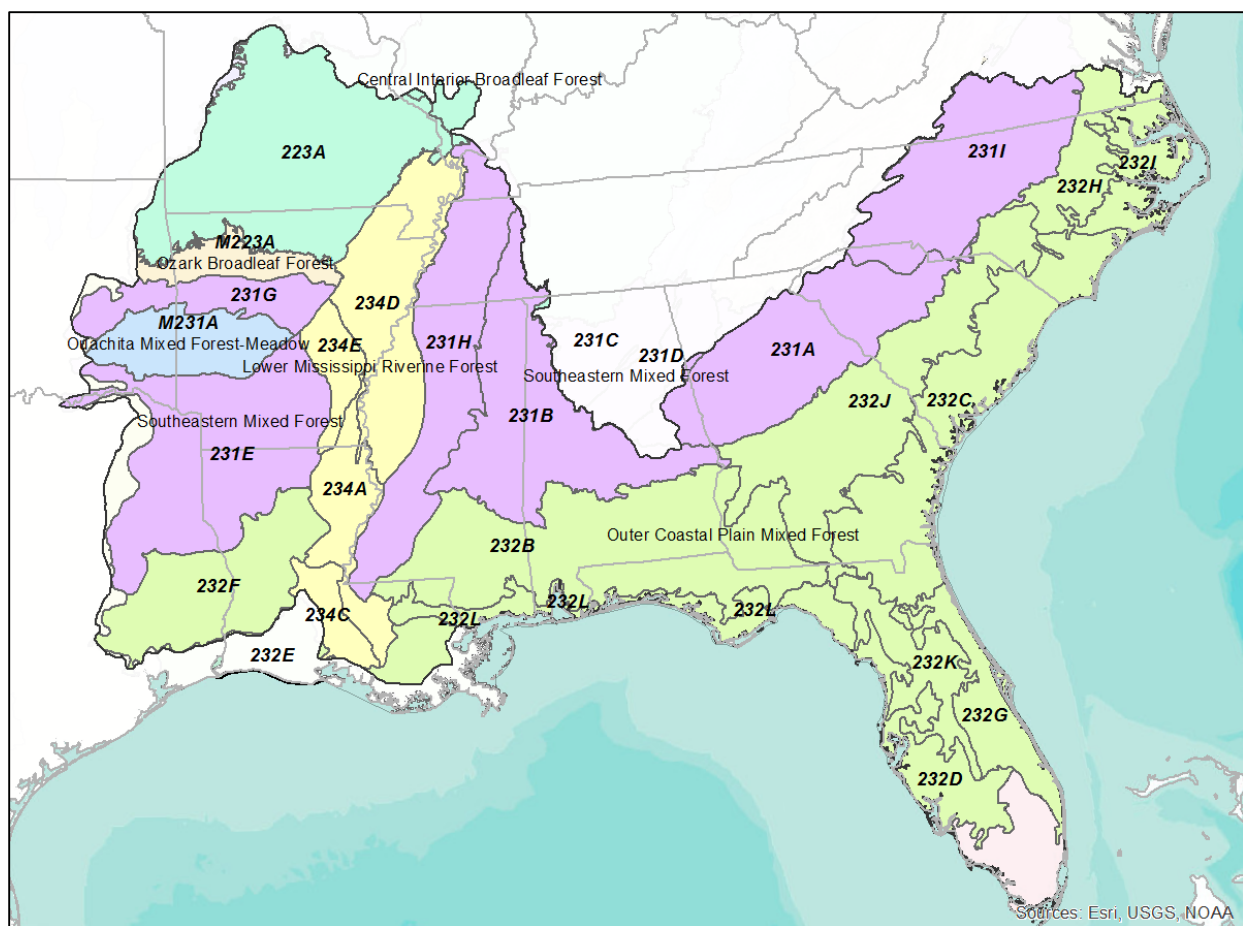 Central Interior Broadleaf Forest
223A
231I
232I
232H
M223A
Ozark Broadleaf Forest
231G
234D
M231A
Ouachita Mixed Forest-Meadow
234E
231H
231C
231D
231A
Lower Mississippi Riverine Forest
Southeastern Mixed Forest
232J
232C
231B
Southeastern Mixed Forest
231E
234A
232B
Outer Coastal Plain Mixed Forest
232F
234C
232L
232L
232L
232E
232K
232G
232D
Sources: Esri, USGS, NOAA